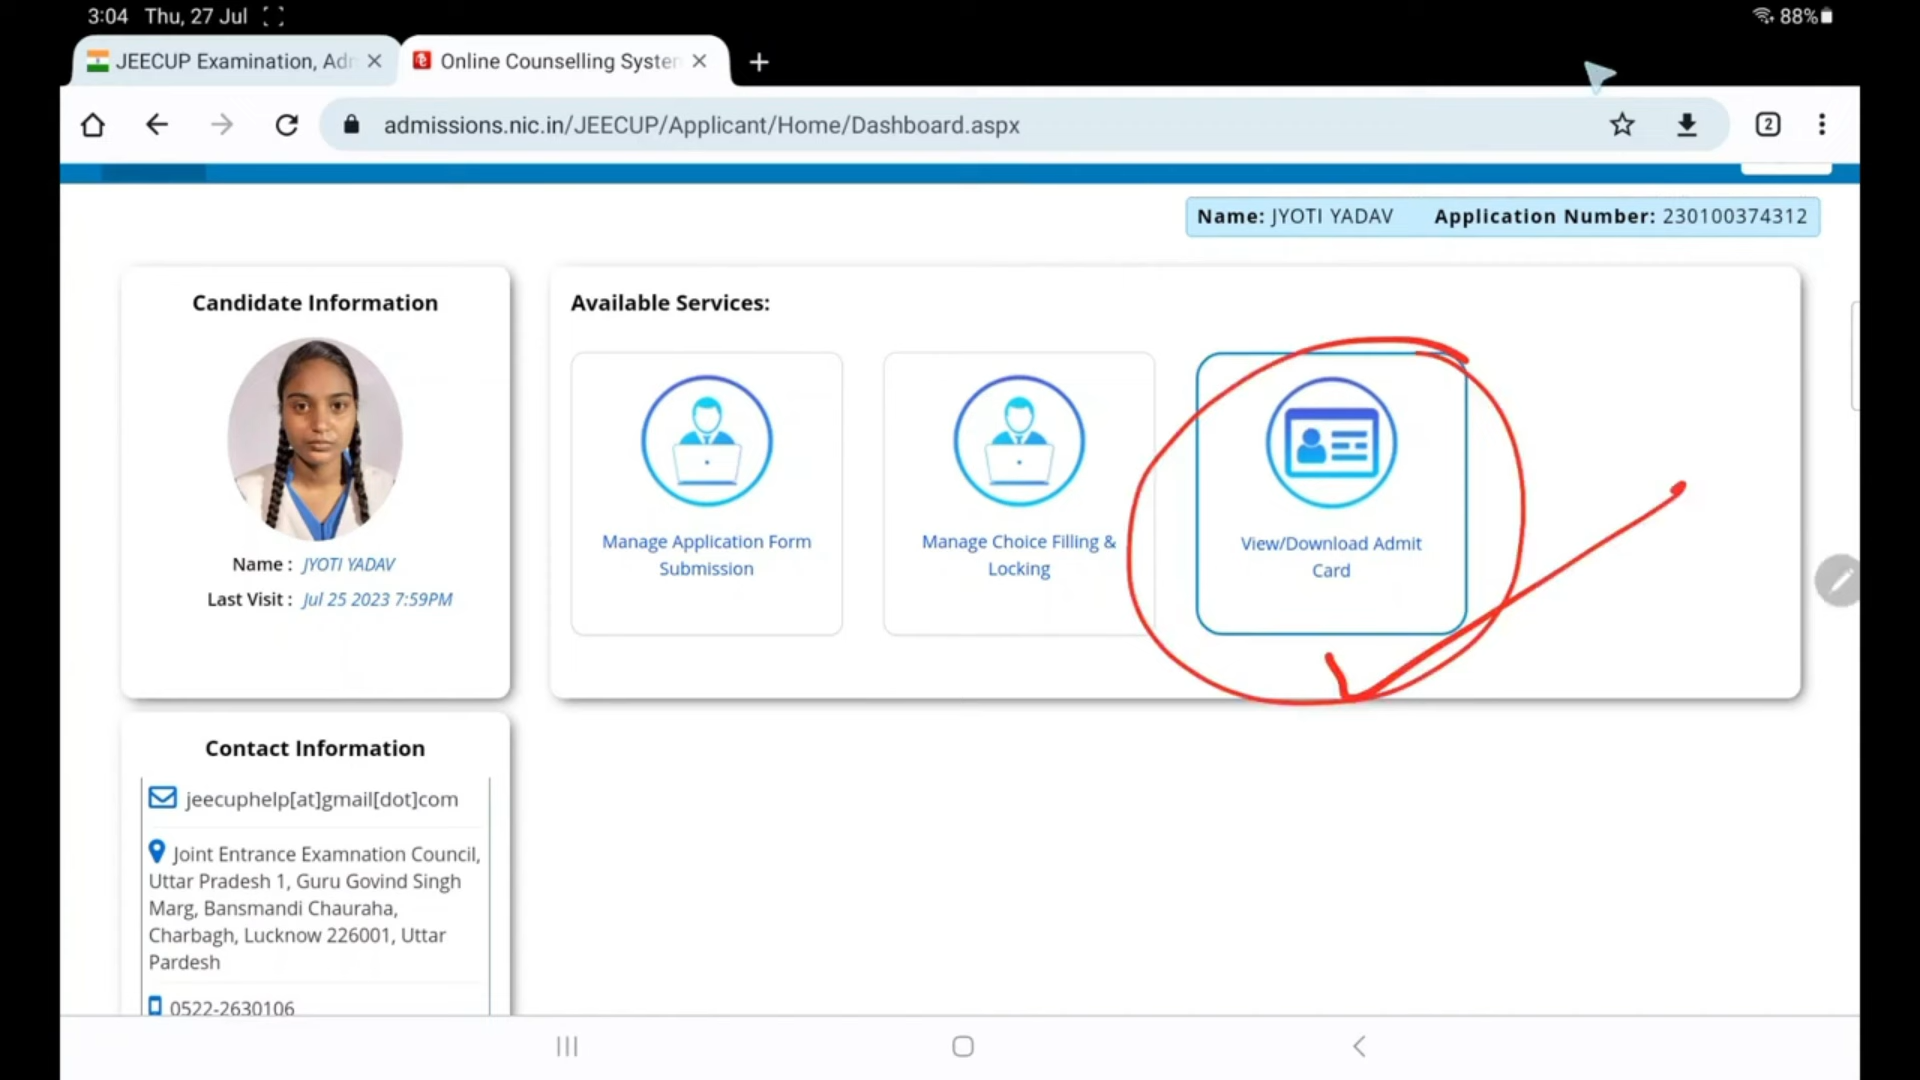 3:04 Thu, 27 Jul 88%
JEECUP Examination, Adm
Online Counselling System
2
admissions.nic.in/JEECUP/Applicant/Home/Dashboard.aspx
Name: JYOTI YADAV Application Number: 230100374312
Candidate Information
Name : JYOTI YADAV
Last Visit : Jul 25 2023 7:59PM
Available Services:
Manage Application Form
Submission
Manage Choice Filling &
Locking
View/Download Admit
Card
Contact Information
jeecuphelp[at]gmail[dot]com
Joint Entrance Examnation Council,
Uttar Pradesh 1, Guru Govind Singh
Marg, Bansmandi Chauraha,
Charbagh, Lucknow 226001, Uttar
Pardesh
0522-2630106